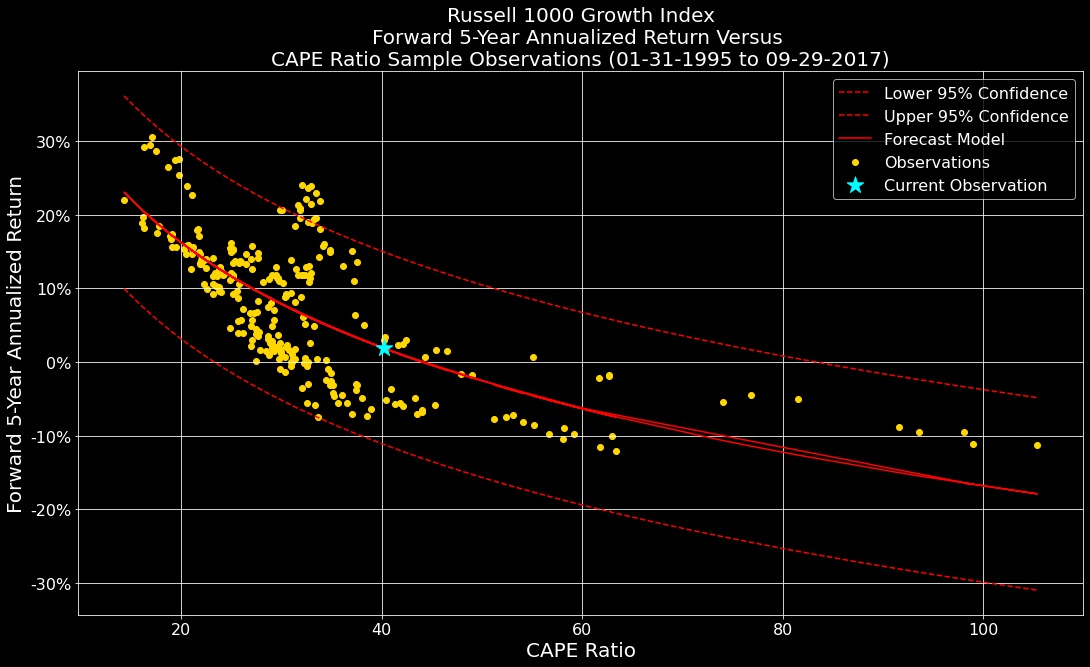 Russell 1000 Growth Index
Forward 5-Year Annualized Return Versus
CAPE Ratio Sample Observations (01-31-1995 to 09-29-2017)
Lower 95% Confidence
Upper 95% Confidence
Forecast Model
Observations
Current Observation
Forward 5-Year Annualized Return
30%
20%
10%
0%
-10%
-20%
-30%
20 40 60 80 100
CAPE Ratio